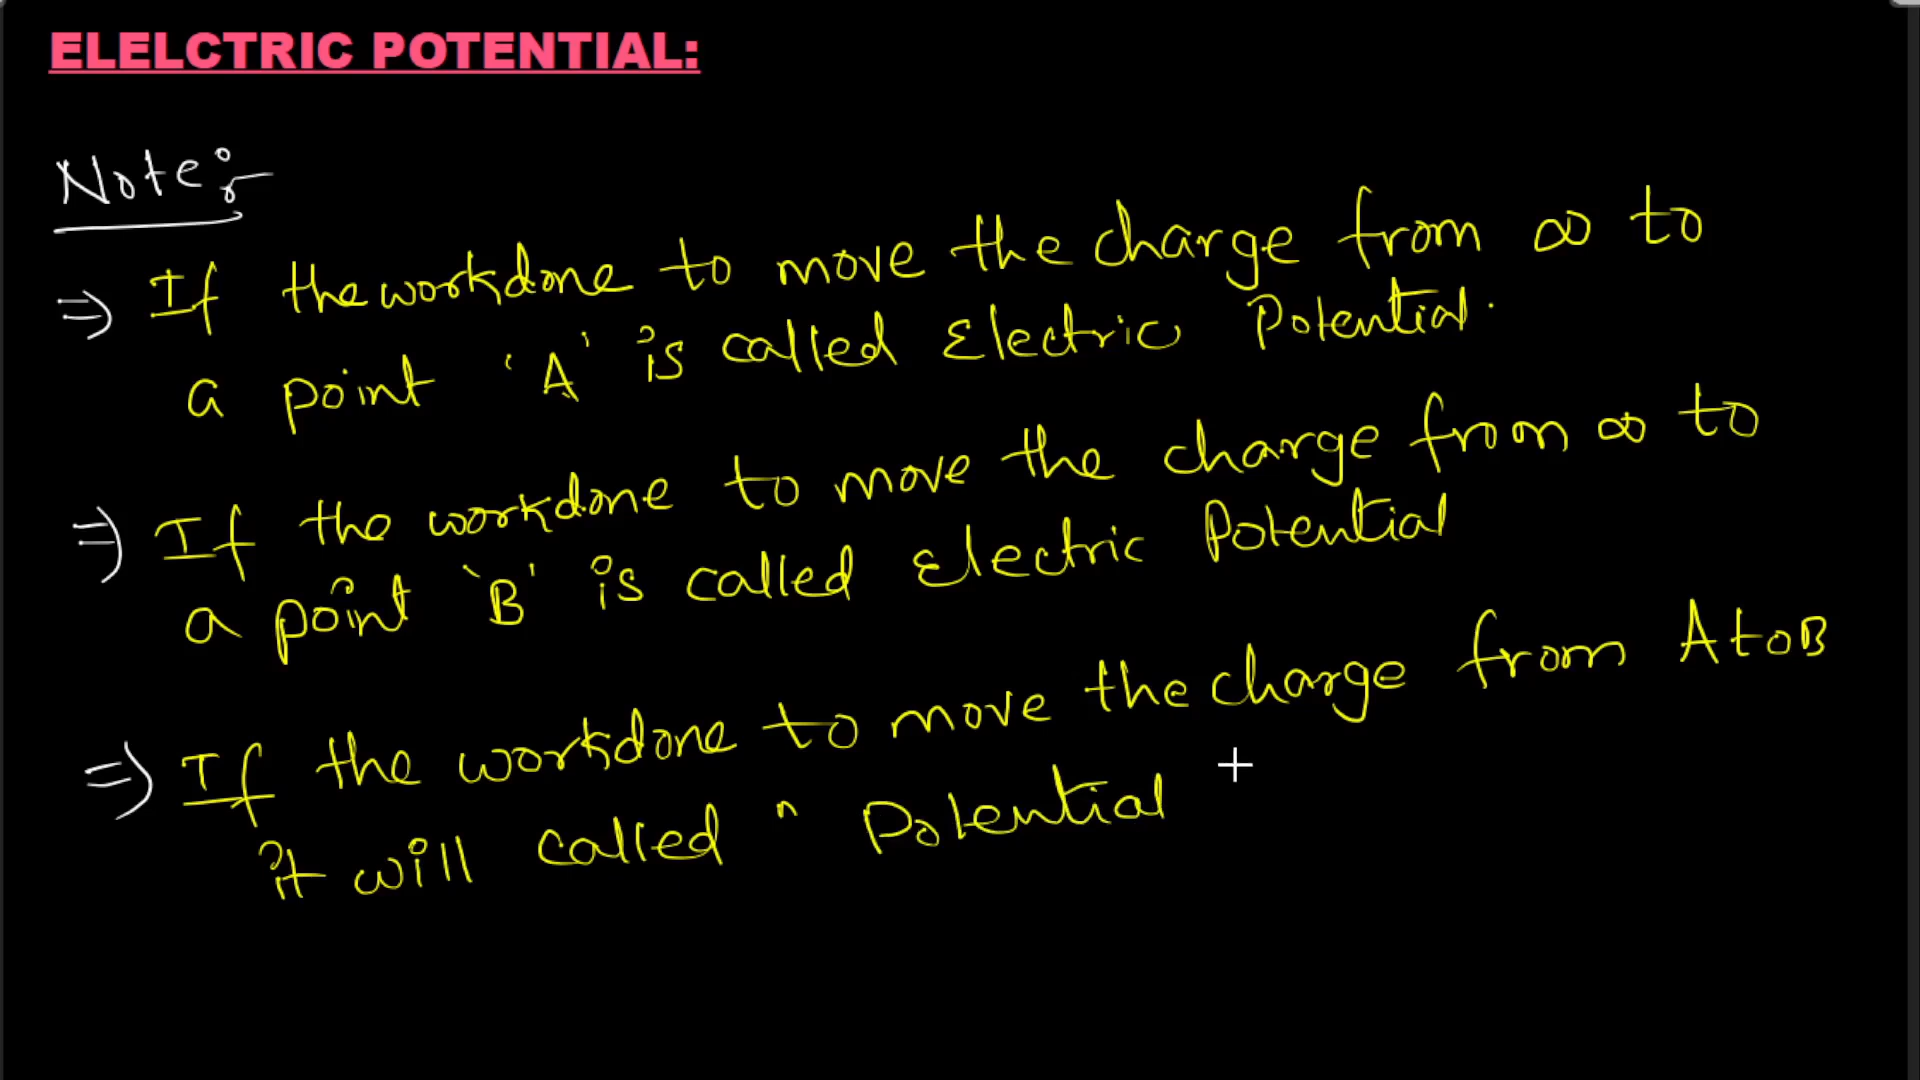 ELELCTRIC POTENTIAL:
Note:-
⇒ If the workdone to move the charge from ∞ to
a point 'A' is called Electric Potential.
⇒ If the workdone to move the charge from ∞ to
a point `B' is called Electric Potential
⇒ If the workdone to move the charge from A to B
it will called " Potential